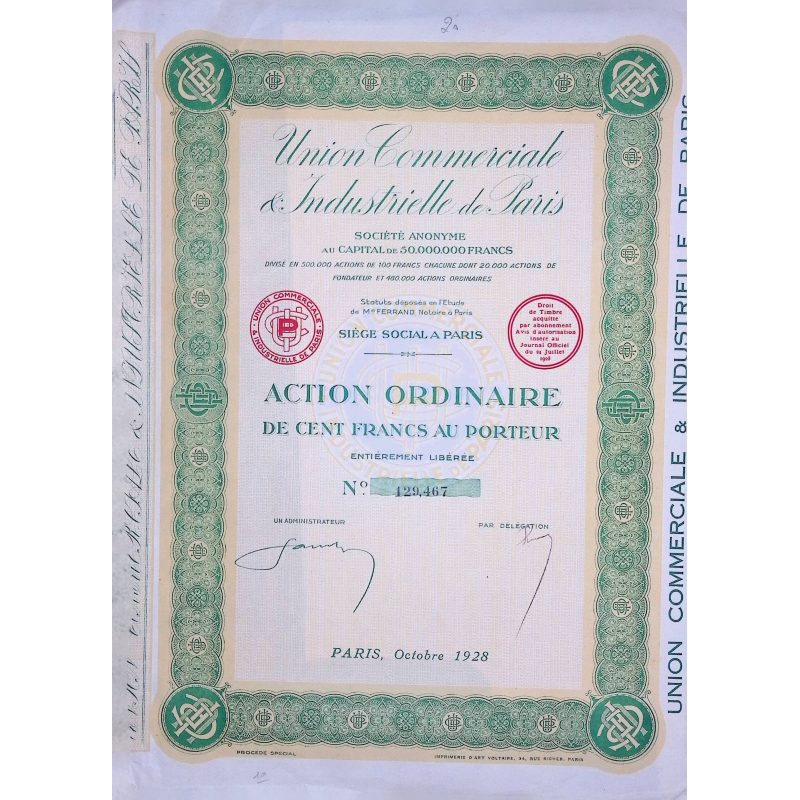 2a
Union Commerciale
& Industrielle de Paris
SOCIÉTÉ ANONYME
AU CAPITAL DE 50.000.000 FRANCS
DIVISÉ EN 500.000 ACTIONS DE 100 FRANCS CHACUNE DONT 20.000 ACTIONS DE
FONDATEUR ET 480.000 ACTIONS ORDINAIRES
Statuts déposés en l'Etude
de Me FERRAND, Notaire à Paris
SIÈGE SOCIAL A PARIS
UNION COMMERCIALE
& INDUSTRIELLE DE PARIS
Droit
de Timbre
acquitté
par abonnement
Avis d'autorisation
inséré au
Journal Officiel
du 12 Juillet
1928
ACTION ORDINAIRE
DE CENT FRANCS AU PORTEUR
ENTIÈREMENT LIBÉRÉE
No 129,467
UN ADMINISTRATEUR
PAR DÉLÉGATION
PARIS, Octobre 1928
PROCÉDÉ SPÉCIAL
IMPRIMERIE D'ART VOLTAIRE, 34, RUE RICHER, PARIS
UNION COMMERCIALE & INDUSTRIELLE DE PARIS